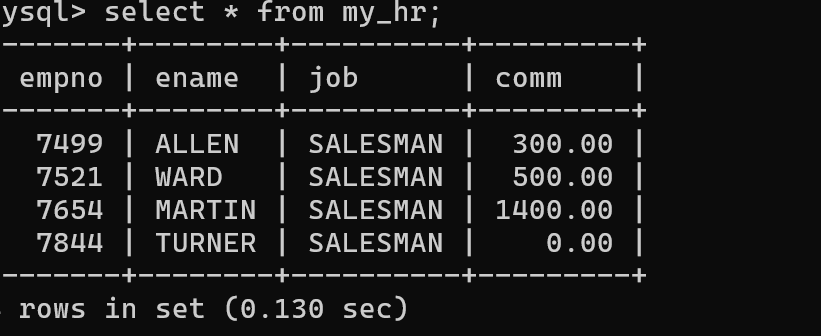 ysql> select * from my_hr;
-------+--------+----------+---------+
 empno | ename  | job      | comm    |
-------+--------+----------+---------+
  7499 | ALLEN  | SALESMAN |  300.00 |
  7521 | WARD   | SALESMAN |  500.00 |
  7654 | MARTIN | SALESMAN | 1400.00 |
  7844 | TURNER | SALESMAN |    0.00 |
-------+--------+----------+---------+
rows in set (0.130 sec)